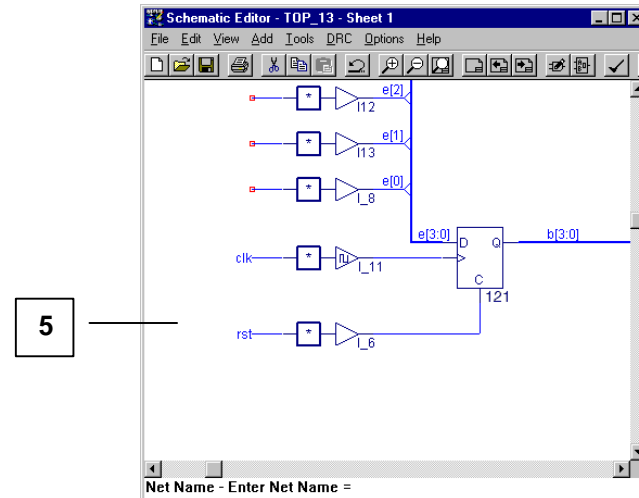 Schematic Editor - TOP_13 - Sheet 1
File Edit View Add Tools DRC Options Help
* I12 e[2]
* I13 e[1]
* I_8 e[0]
e[3:0] D Q b[3:0]
clk * I_11
C
121
5
rst * I_6
Net Name - Enter Net Name =